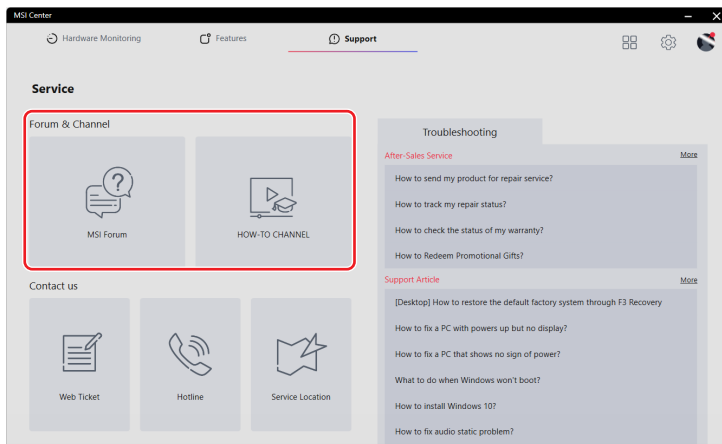 MSI Center
Hardware Monitoring
Features
Support
Service
Forum & Channel
MSI Forum
HOW-TO CHANNEL
Contact us
Web Ticket
Hotline
Service Location
Troubleshooting
After-Sales Service
More
How to send my product for repair service?
How to track my repair status?
How to check the status of my warranty?
How to Redeem Promotional Gifts?
Support Article
More
[Desktop] How to restore the default factory system through F3 Recovery
How to fix a PC with powers up but no display?
How to fix a PC that shows no sign of power?
What to do when Windows won't boot?
How to install Windows 10?
How to fix audio static problem?